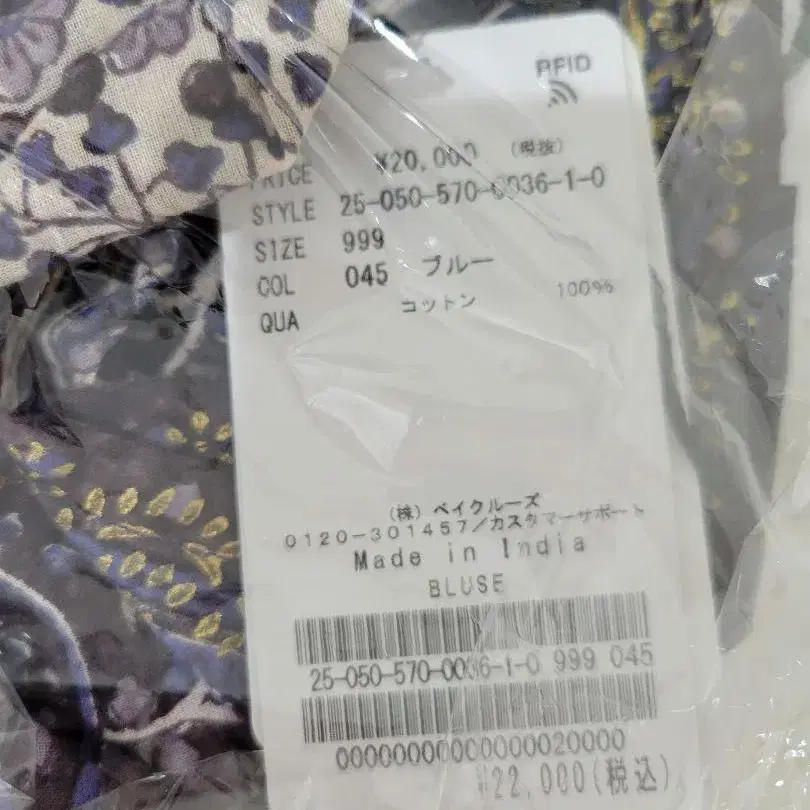 RFID
PRICE ¥20,000 (税抜)
STYLE 25-050-570-0036-1-0
SIZE 999
COL 045 ブルー
QUA コットン 100%
(株) ベイクルーズ
0120-301457/カスタマーサポート
Made in India
BLUSE
25-050-570-0036-1-0 999 045
00000000000000020000
¥22,000(税込)